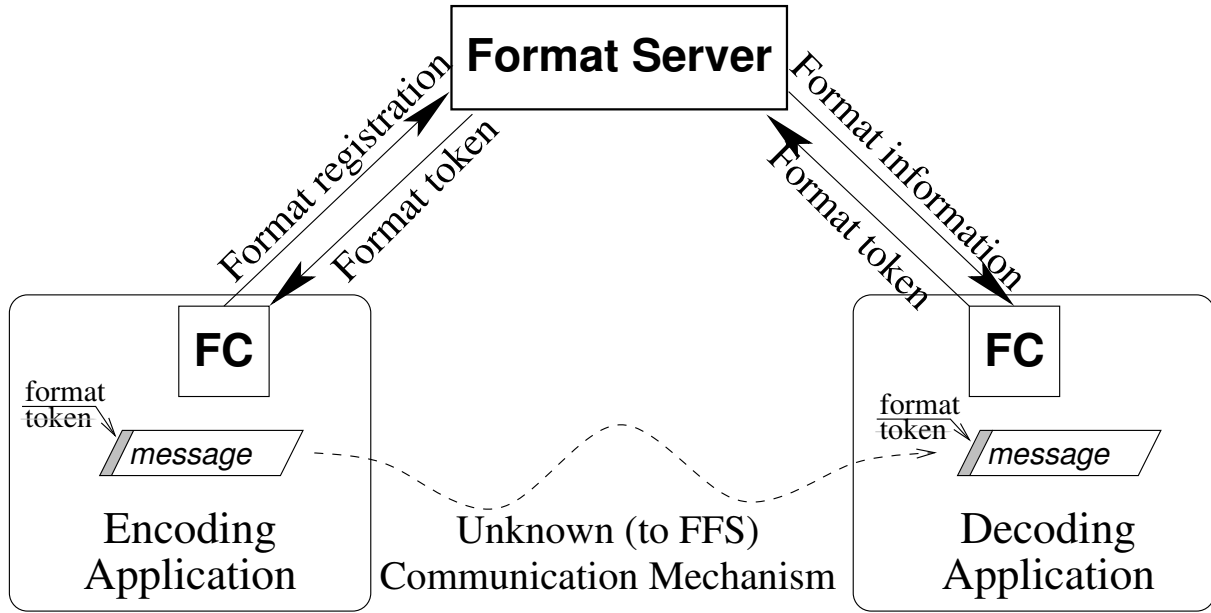 Format Server
Format registration
Format token
Format information
Format token
FC
FC
format
token
message
format
token
message
Encoding
Application
Unknown (to FFS)
Communication Mechanism
Decoding
Application